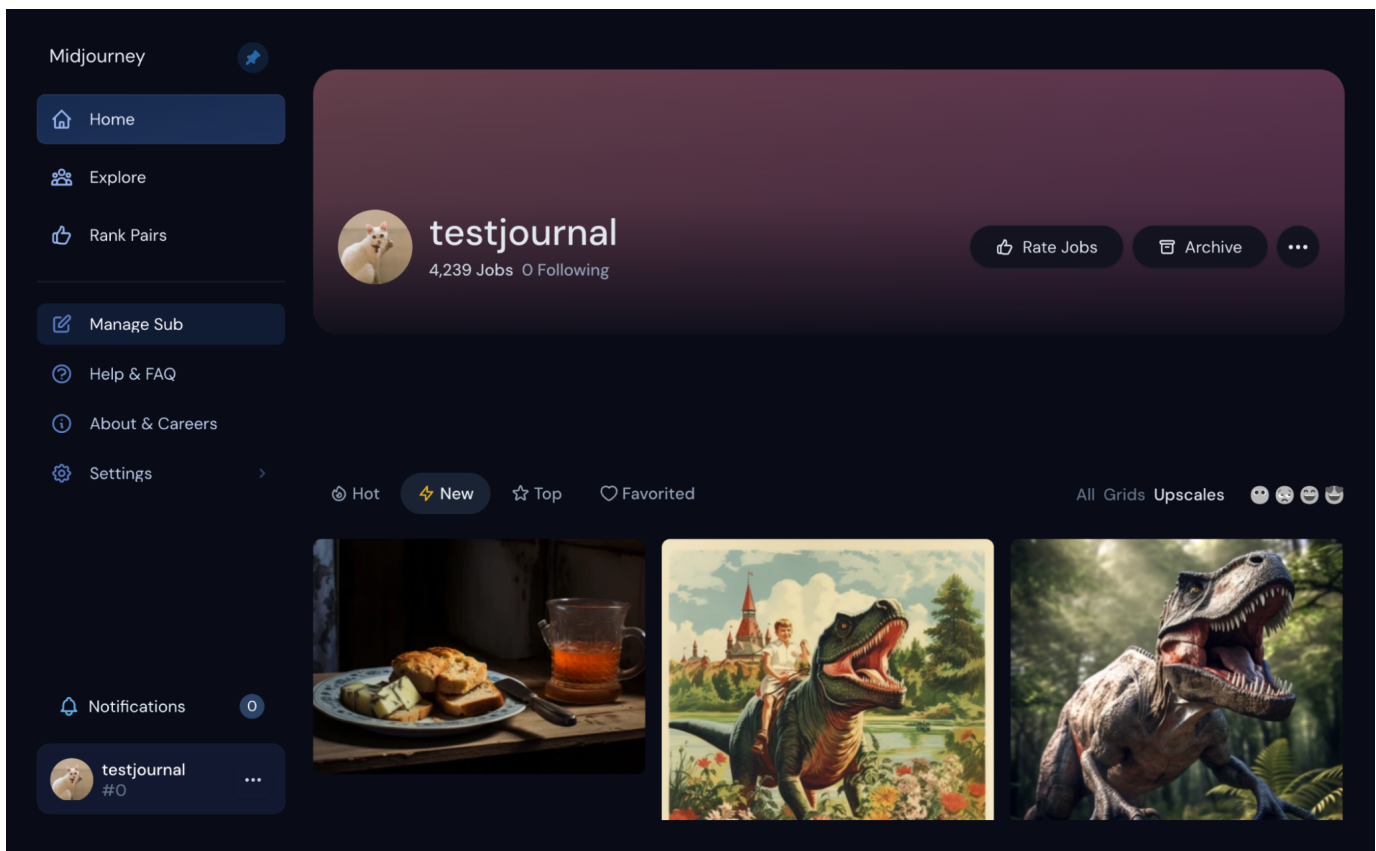 Midjourney
Home
Explore
Rank Pairs
Manage Sub
Help & FAQ
About & Careers
Settings
Notifications 0
testjournal
#0
testjournal
4,239 Jobs 0 Following
Rate Jobs Archive
Hot New Top Favorited
All Grids Upscales